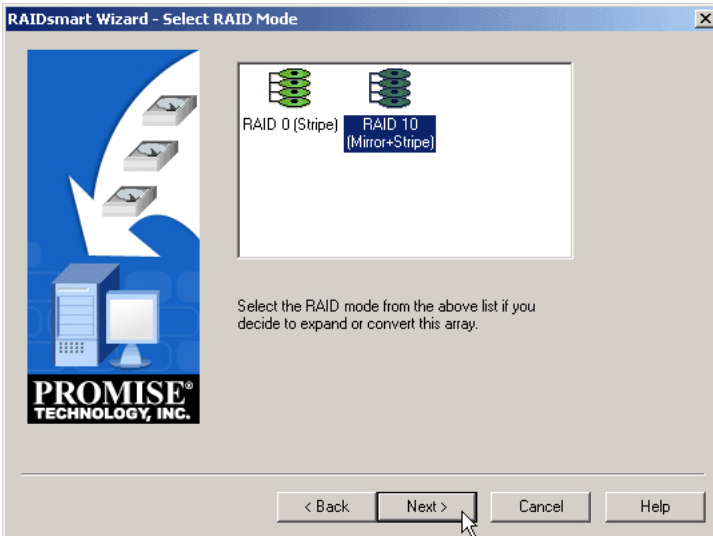 RAIDsmart Wizard - Select RAID Mode
RAID 0 (Stripe)
RAID 10
(Mirror+Stripe)
Select the RAID mode from the above list if you
decide to expand or convert this array.
PROMISE®
TECHNOLOGY, INC.
< Back
Next >
Cancel
Help